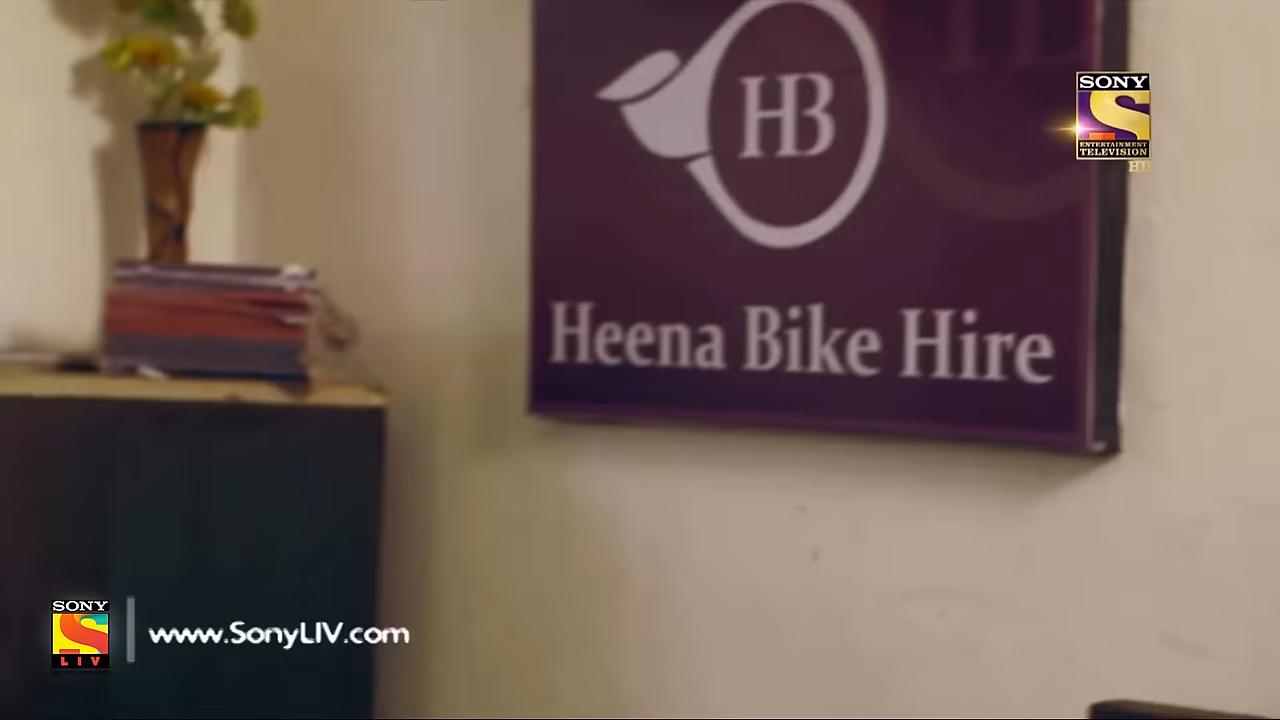 HB
Heena Bike Hire
SONY
ENTERTAINMENT
TELEVISION
HD
SONY
LIV
www.SonyLIV.com